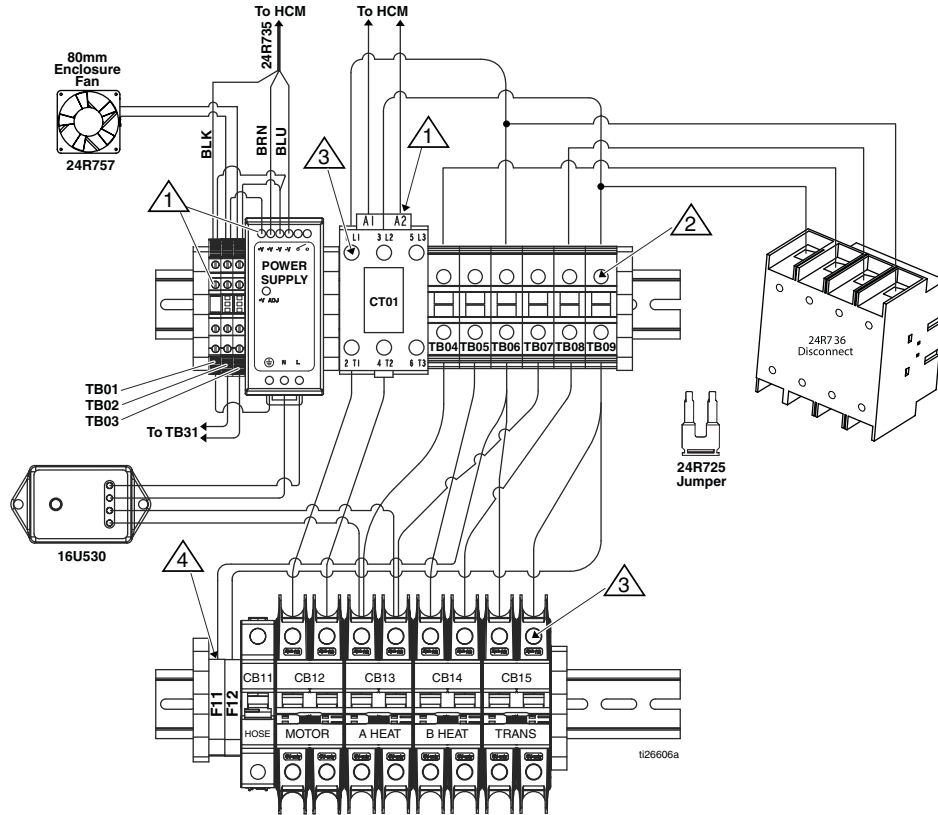 To HCM
To HCM
24R735
80mm
Enclosure
Fan
24R757
BLK
BRN
BLU
1
3
1
2
A1 A2
L1 3 L2 5 L3
+V +V -V -V
POWER
SUPPLY
+V ADJ
N L
CT01
2 T1 4 T2 6 T3
TB04 TB05 TB06 TB07 TB08 TB09
24R736
Disconnect
TB01
TB02
TB03
To TB31
24R725
Jumper
16U530
4
3
F11
F12
CB11 CB12 CB13 CB14 CB15
HOSE MOTOR A HEAT B HEAT TRANS
ti26606a